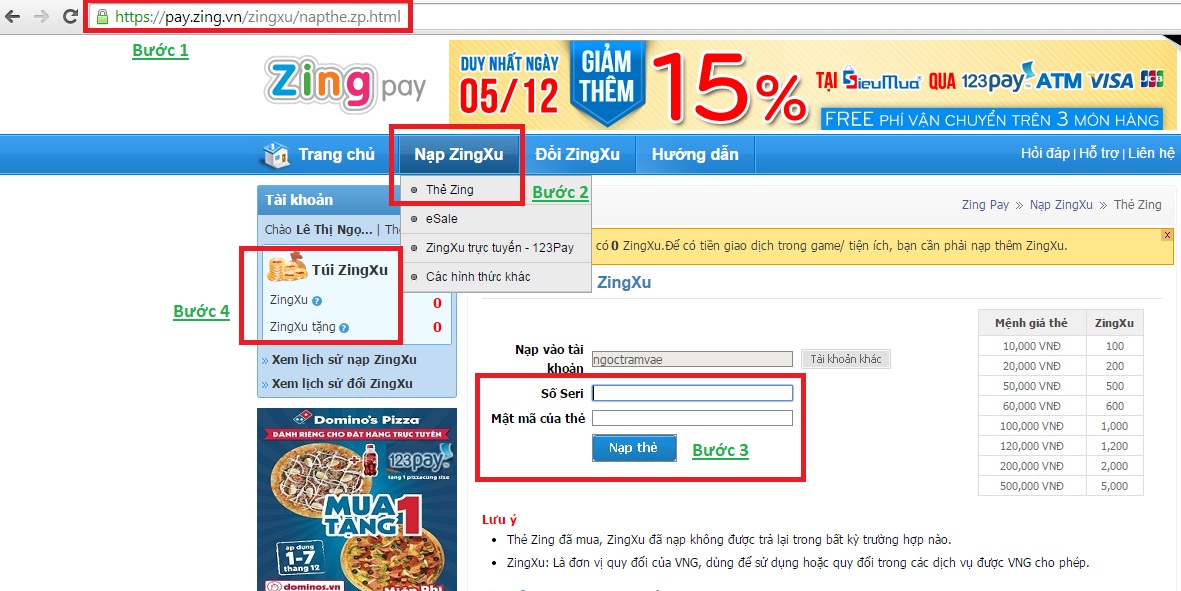 https://pay.zing.vn/zingxu/napthe.zp.html
Bước 1
Zing pay
DUY NHẤT NGÀY
05/12
GIẢM
THÊM
15%
TẠI SieuMua QUA 123pay ATM VISA JCB
FREE PHÍ VẬN CHUYỂN TRÊN 3 MÓN HÀNG
Trang chủ
Nạp ZingXu
Đổi ZingXu
Hướng dẫn
Hỏi đáp | Hỗ trợ | Liên hệ
Thẻ Zing
eSale
ZingXu trực tuyến - 123Pay
Các hình thức khác
Bước 2
Tài khoản
Chào Lê Thị Ngọ... | Th
Túi ZingXu
ZingXu ? 0
ZingXu tặng ? 0
Bước 4
» Xem lịch sử nạp ZingXu
» Xem lịch sử đổi ZingXu
Zing Pay » Nạp ZingXu » Thẻ Zing
có 0 ZingXu.Để có tiền giao dịch trong game/ tiện ích, bạn cần phải nạp thêm ZingXu.
x
ZingXu
Nạp vào tài
khoản
ngoctramvae
Tài khoản khác
Số Seri
Mật mã của thẻ
Nạp thẻ
Bước 3
Mệnh giá thẻ ZingXu
10,000 VNĐ 100
20,000 VNĐ 200
50,000 VNĐ 500
60,000 VNĐ 600
100,000 VNĐ 1,000
120,000 VNĐ 1,200
200,000 VNĐ 2,000
500,000 VNĐ 5,000
Lưu ý
Thẻ Zing đã mua, ZingXu đã nạp không được trả lại trong bất kỳ trường hợp nào.
ZingXu: Là đơn vị quy đổi của VNG, dùng để sử dụng hoặc quy đổi trong các dịch vụ được VNG cho phép.
Domino's Pizza
DÀNH RIÊNG CHO ĐẶT HÀNG TRỰC TUYẾN
123pay
tặng 1 pizza cùng size
MUA 1
TẶNG
áp dụng
1-7
tháng 12
dominos.vn
Miễn Phí